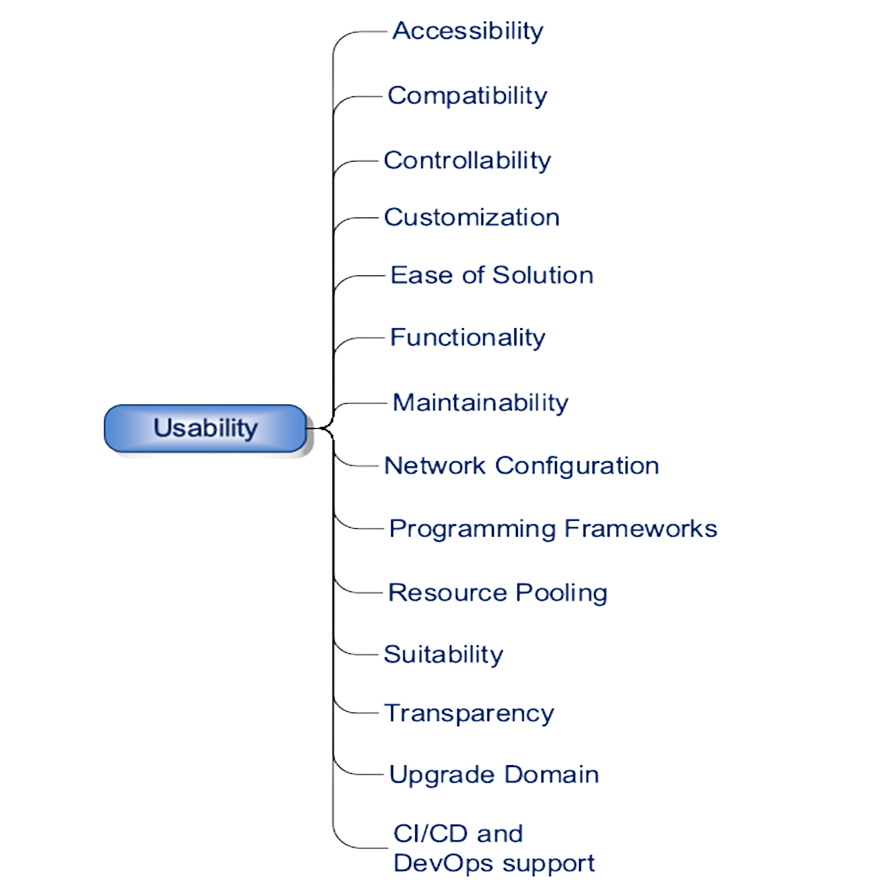 Accessibility
Compatibility
Controllability
Customization
Ease of Solution
Functionality
Maintainability
Usability
Network Configuration
Programming Frameworks
Resource Pooling
Suitability
Transparency
Upgrade Domain
CI/CD and
DevOps support